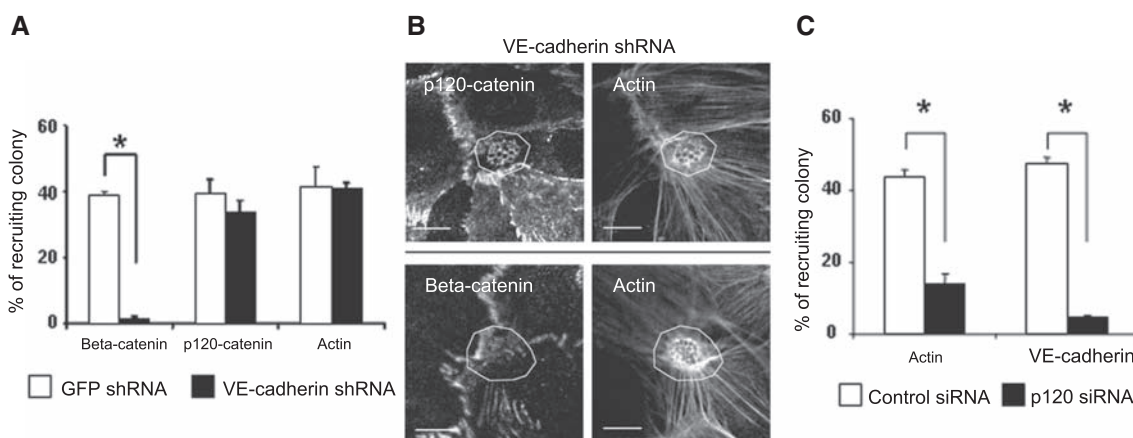 A
% of recruiting colony
60
40
20
0
*
Beta-catenin p120-catenin Actin
GFP shRNA VE-cadherin shRNA
B
VE-cadherin shRNA
p120-catenin Actin
Beta-catenin Actin
C
% of recruiting colony
60
40
20
0
* *
Actin VE-cadherin
Control siRNA p120 siRNA